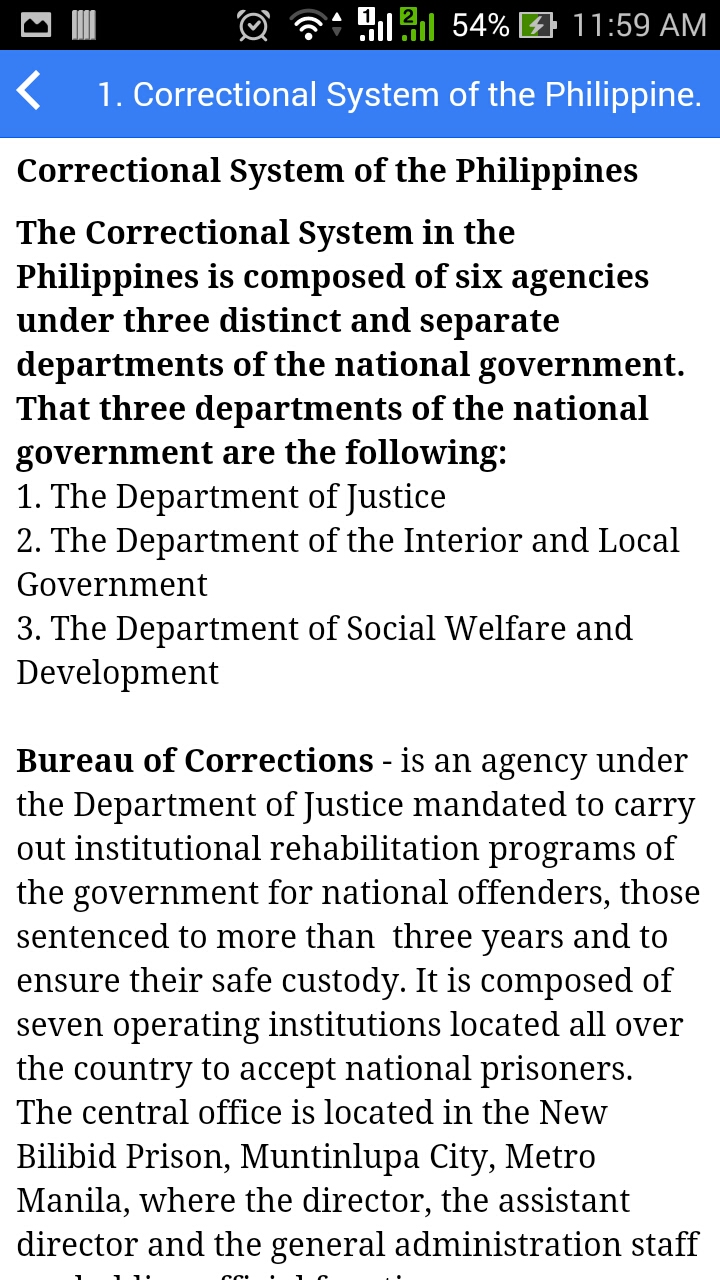 1 2 54% 11:59 AM
1. Correctional System of the Philippine.
Correctional System of the Philippines
The Correctional System in the
Philippines is composed of six agencies
under three distinct and separate
departments of the national government.
That three departments of the national
government are the following:
1. The Department of Justice
2. The Department of the Interior and Local
Government
3. The Department of Social Welfare and
Development
Bureau of Corrections - is an agency under
the Department of Justice mandated to carry
out institutional rehabilitation programs of
the government for national offenders, those
sentenced to more than  three years and to
ensure their safe custody. It is composed of
seven operating institutions located all over
the country to accept national prisoners.
The central office is located in the New
Bilibid Prison, Muntinlupa City, Metro
Manila, where the director, the assistant
director and the general administration staff